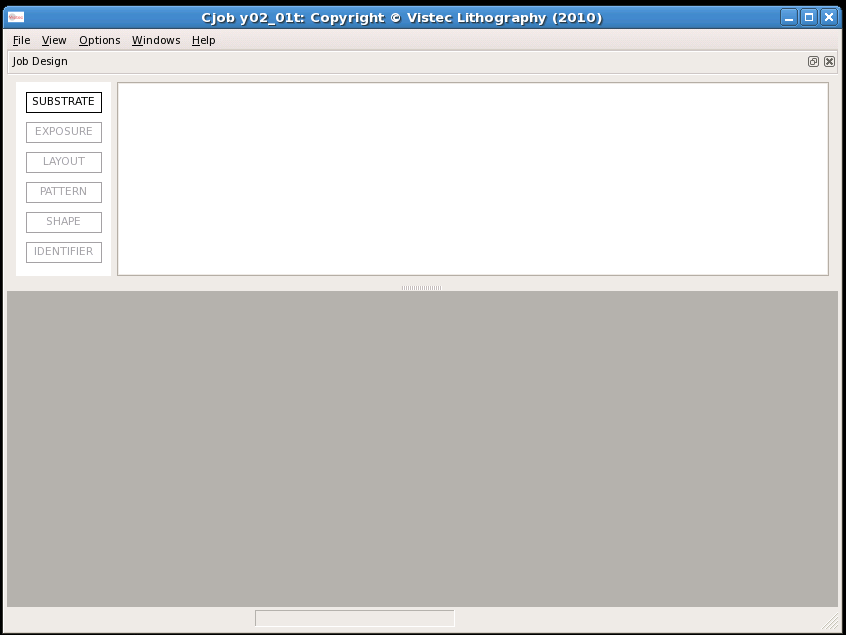 Cjob y02_01t: Copyright © Vistec Lithography (2010)
File View Options Windows Help
Job Design
SUBSTRATE
EXPOSURE
LAYOUT
PATTERN
SHAPE
IDENTIFIER